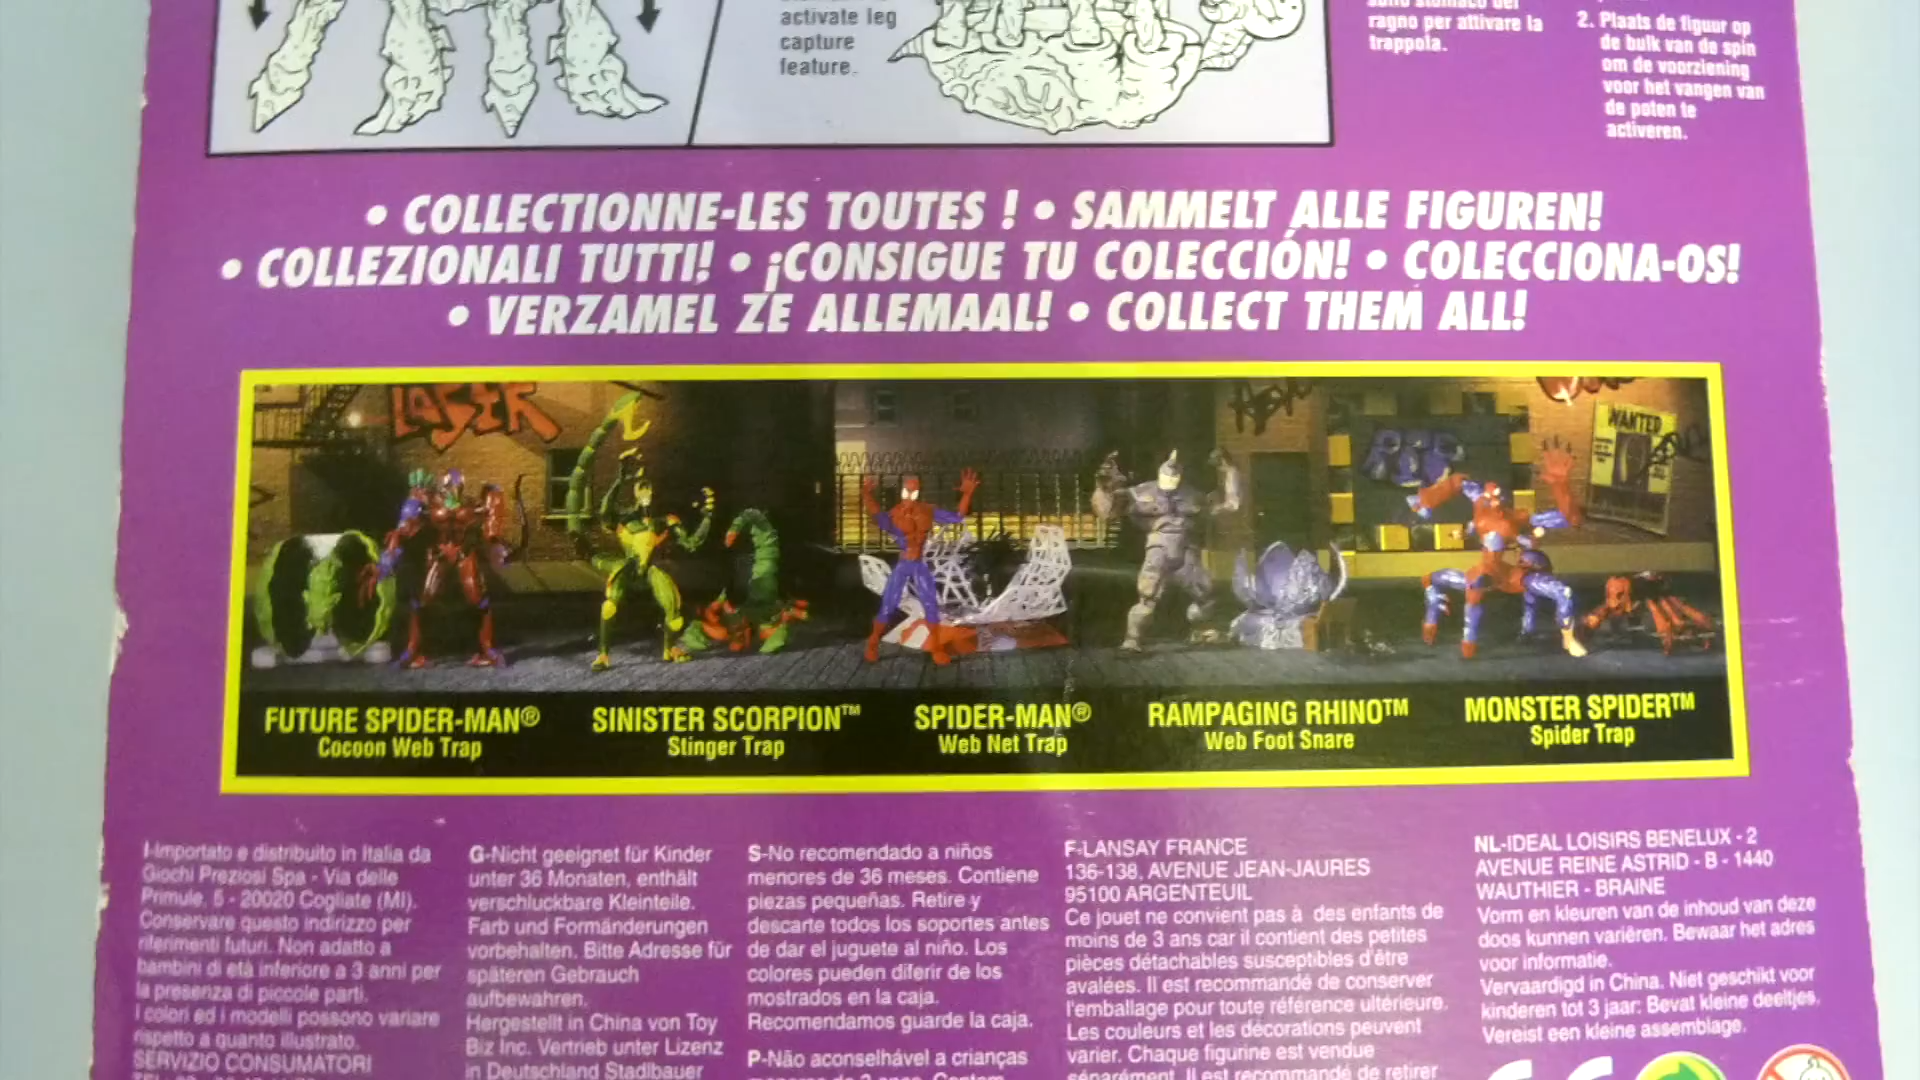 activate leg
capture
feature.
ragno per attivare la
trappola.
2. Plaats de figuur op
de buik van de spin
om de voorziening
voor het vangen van
de poten te
activeren.
• COLLECTIONNE-LES TOUTES ! • SAMMELT ALLE FIGUREN!
• COLLEZIONALI TUTTI! • ¡CONSIGUE TU COLECCIÓN! • COLECCIONA-OS!
• VERZAMEL ZE ALLEMAAL! • COLLECT THEM ALL!
LASER
WANTED
FUTURE SPIDER-MAN®
Cocoon Web Trap
SINISTER SCORPION™
Stinger Trap
SPIDER-MAN®
Web Net Trap
RAMPAGING RHINO™
Web Foot Snare
MONSTER SPIDER™
Spider Trap
I-Importato e distribuito in Italia da
Giochi Preziosi Spa - Via delle
Primule, 5 - 20020 Cogliate (MI).
Conservare questo indirizzo per
riferimenti futuri. Non adatto a
bambini di età inferiore a 3 anni per
la presenza di piccole parti.
I colori ed i modelli possono variare
rispetto a quanto illustrato.
SERVIZIO CONSUMATORI
G-Nicht geeignet für Kinder
unter 36 Monaten, enthält
verschluckbare Kleinteile.
Farb und Formänderungen
vorbehalten. Bitte Adresse für
späteren Gebrauch
aufbewahren.
Hergestellt in China von Toy
Biz Inc. Vertrieb unter Lizenz
in Deutschland Stadlbauer
S-No recomendado a niños
menores de 36 meses. Contiene
piezas pequeñas. Retire y
descarte todos los soportes antes
de dar el juguete al niño. Los
colores pueden diferir de los
mostrados en la caja.
Recomendamos guarde la caja.
P-Não aconselhável a crianças
F-LANSAY FRANCE
136-138, AVENUE JEAN-JAURES
95100 ARGENTEUIL
Ce jouet ne convient pas à des enfants de
moins de 3 ans car il contient des petites
pièces détachables susceptibles d'être
avalées. Il est recommandé de conserver
l'emballage pour toute référence ultérieure.
Les couleurs et les décorations peuvent
varier. Chaque figurine est vendue
séparément. Il est recommandé de retirer
NL-IDEAL LOISIRS BENELUX - 2
AVENUE REINE ASTRID - B - 1440
WAUTHIER - BRAINE
Vorm en kleuren van de inhoud van deze
doos kunnen variëren. Bewaar het adres
voor informatie.
Vervaardigd in China. Niet geschikt voor
kinderen tot 3 jaar: Bevat kleine deeltjes.
Vereist een kleine assemblage.
CE